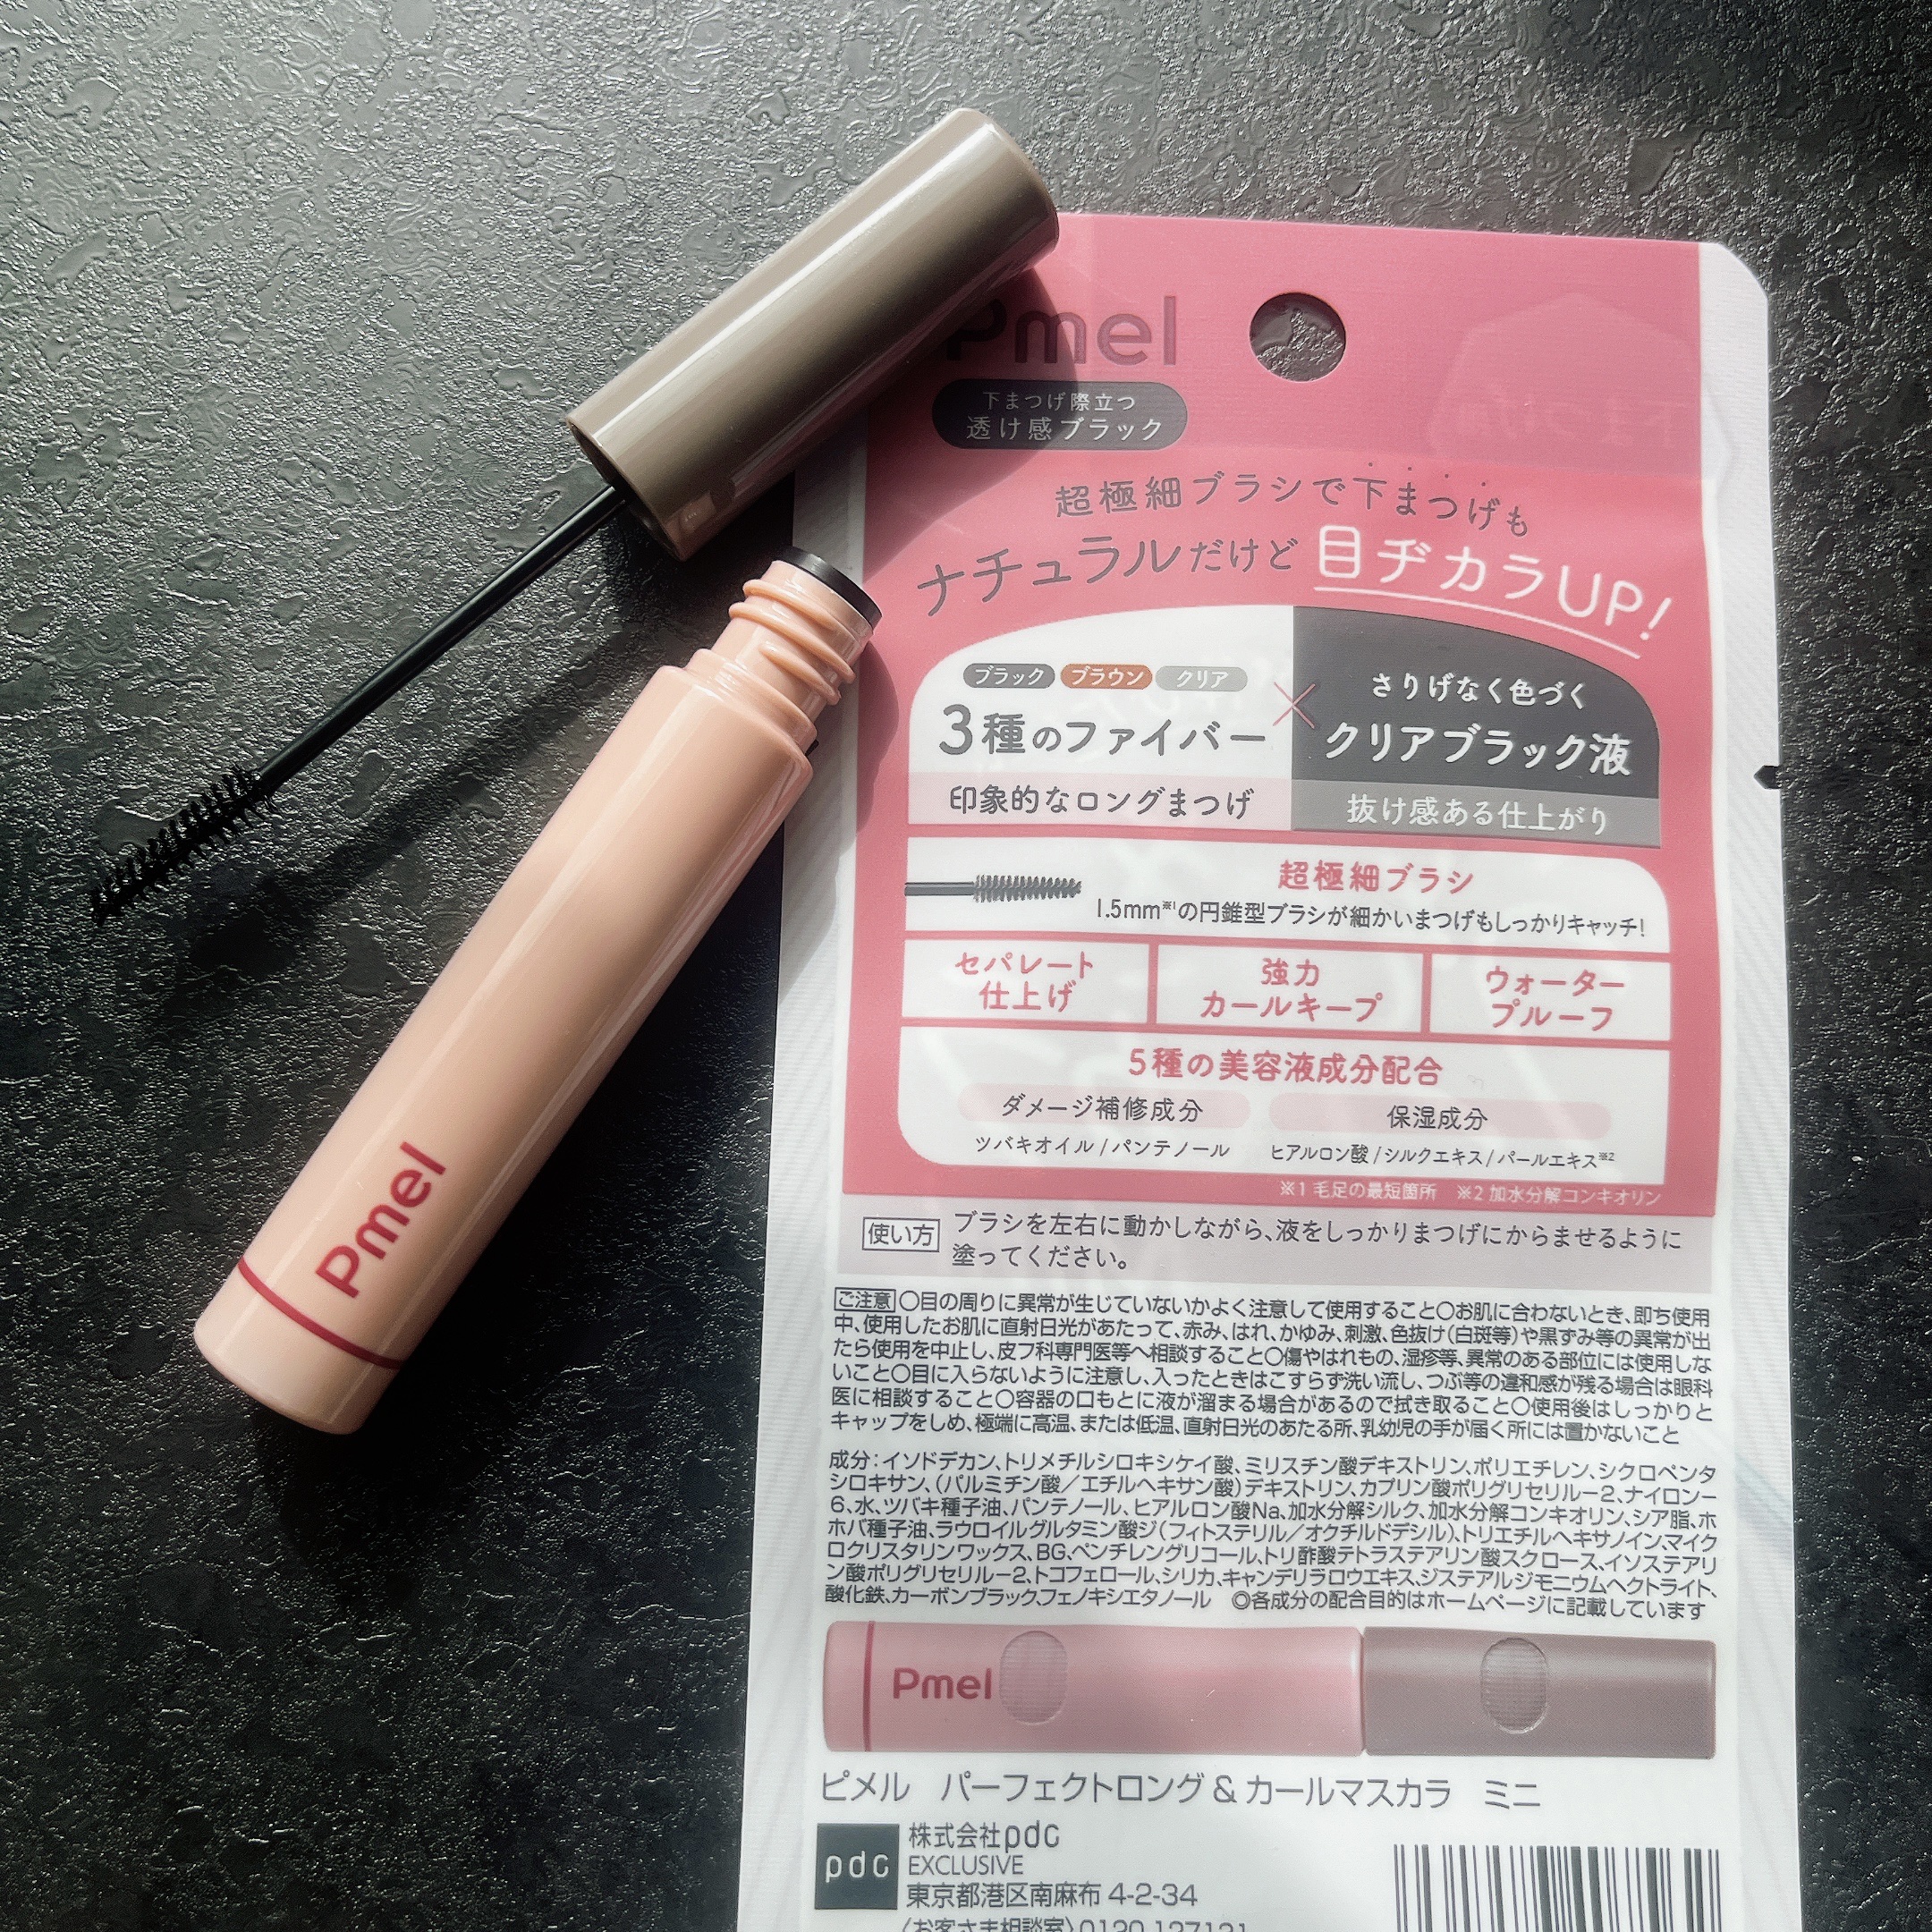 Pmel
Pmel
下まつげ際立つ
透け感ブラック
超極細ブラシで下まつげも
ナチュラルだけど 目ヂカラUP!
ブラック ブラウン クリア
3種のファイバー
印象的なロングまつげ
×
さりげなく色づく
クリアブラック液
抜け感ある仕上がり
超極細ブラシ
1.5mm※1の円錐型ブラシが細かいまつげもしっかりキャッチ!
セパレート
仕上げ
強力
カールキープ
ウォーター
プルーフ
5種の美容液成分配合
ダメージ補修成分
ツバキオイル/パンテノール
保湿成分
ヒアルロン酸/シルクエキス/パールエキス※2
※1 毛足の最短箇所 ※2 加水分解コンキオリン
使い方 ブラシを左右に動かしながら、液をしっかりまつげにからませるように
塗ってください。
ご注意 〇目の周りに異常が生じていないかよく注意して使用すること〇お肌に合わないとき、即ち使用
中、使用したお肌に直射日光があたって、赤み、はれ、かゆみ、刺激、色抜け(白斑等)や黒ずみ等の異常が出
たら使用を中止し、皮フ科専門医等へ相談すること〇傷やはれもの、湿疹等、異常のある部位には使用しな
いこと〇目に入らないように注意し、入ったときはこすらず洗い流し、つぶ等の違和感が残る場合は眼科
医に相談すること〇容器の口もとに液が溜まる場合があるので拭き取ること〇使用後はしっかりと
キャップをしめ、極端に高温、または低温、直射日光のあたる所、乳幼児の手が届く所には置かないこと
成分:イソドデカン、トリメチルシロキシケイ酸、ミリスチン酸デキストリン、ポリエチレン、シクロペンタ
シロキサン、(パルミチン酸/エチルヘキサン酸)デキストリン、カプリン酸ポリグリセリルー2、ナイロンー
6、水、ツバキ種子油、パンテノール、ヒアルロン酸Na、加水分解シルク、加水分解コンキオリン、シア脂、ホ
ホバ種子油、ラウロイルグルタミン酸ジ(フィトステリル/オクチルドデシル)、トリエチルヘキサノイン、マイク
ロクリスタリンワックス、BG、ペンチレングリコール、トリ酢酸テトラステアリン酸スクロース、イソステアリ
ン酸ポリグリセリルー2、トコフェロール、シリカ、キャンデリラロウエキス、ジステアルジモニウムヘクトライト、
酸化鉄、カーボンブラック、フェノキシエタノール ◎各成分の配合目的はホームページに記載しています
Pmel
ピメル パーフェクトロング&カールマスカラ ミニ
pdc
株式会社pdc
EXCLUSIVE
東京都港区南麻布4-2-34
〈お客さま相談室〉0120-127121